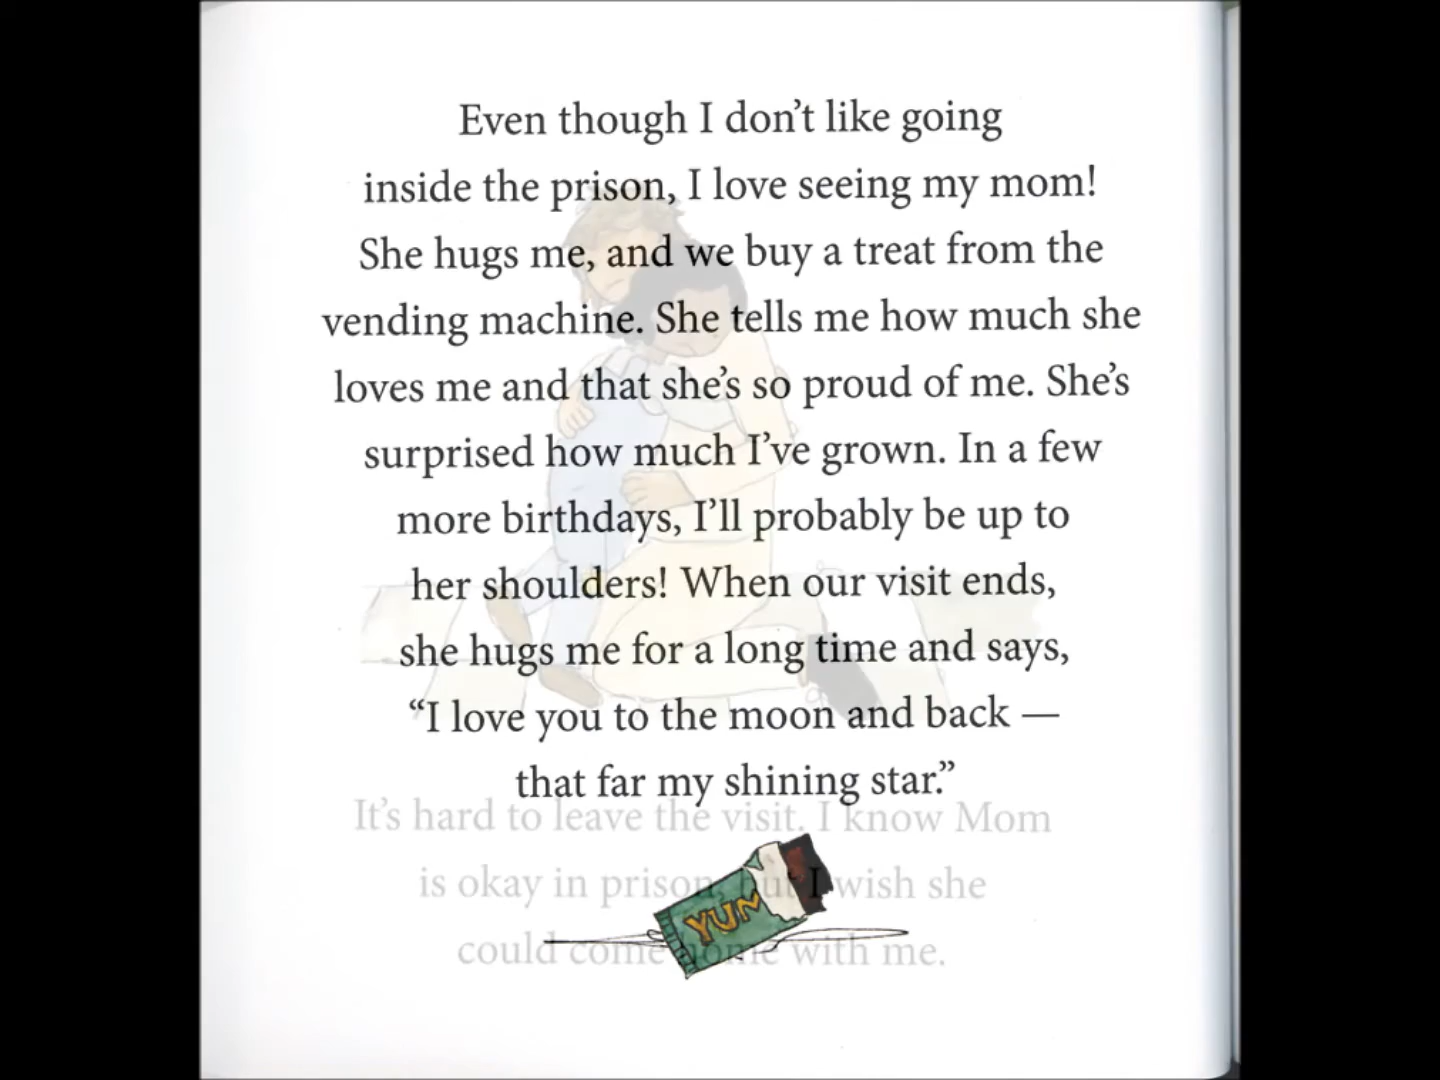 Even though I don’t like going
inside the prison, I love seeing my mom!
She hugs me, and we buy a treat from the
vending machine. She tells me how much she
loves me and that she’s so proud of me. She’s
surprised how much I’ve grown. In a few
more birthdays, I’ll probably be up to
her shoulders! When our visit ends,
she hugs me for a long time and says,
“I love you to the moon and back —
that far my shining star.”
It’s hard to leave the visit. I know Mom
is okay in prison, but I wish she
YUM
could come home with me.